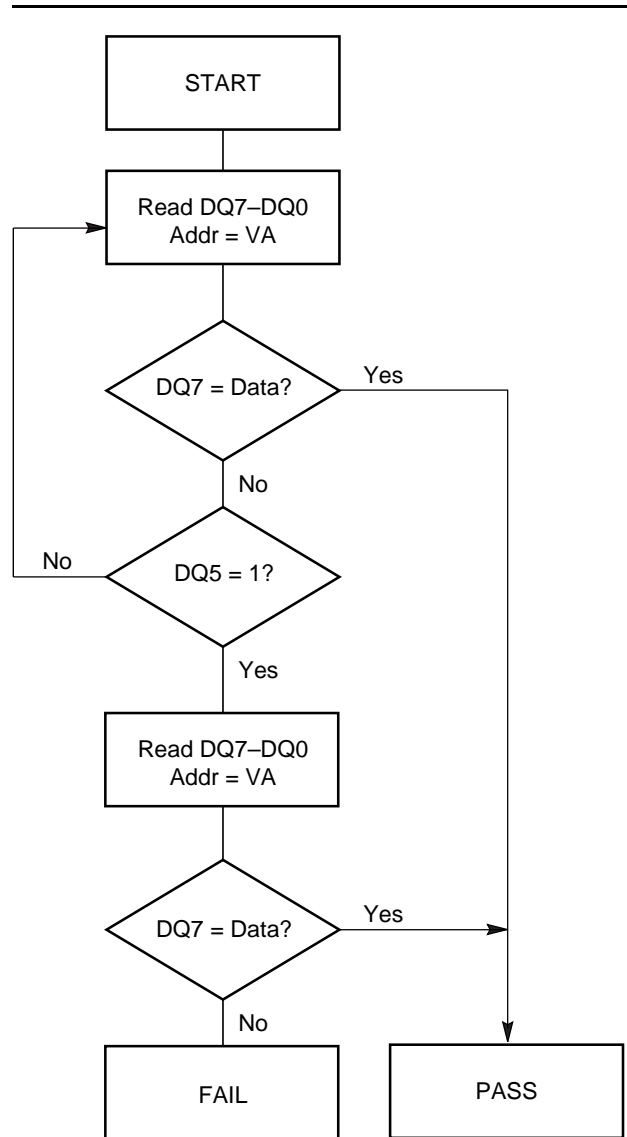 START
Read DQ7–DQ0
Addr = VA
DQ7 = Data?
Yes
No
No
DQ5 = 1?
Yes
Read DQ7–DQ0
Addr = VA
DQ7 = Data?
Yes
No
FAIL
PASS